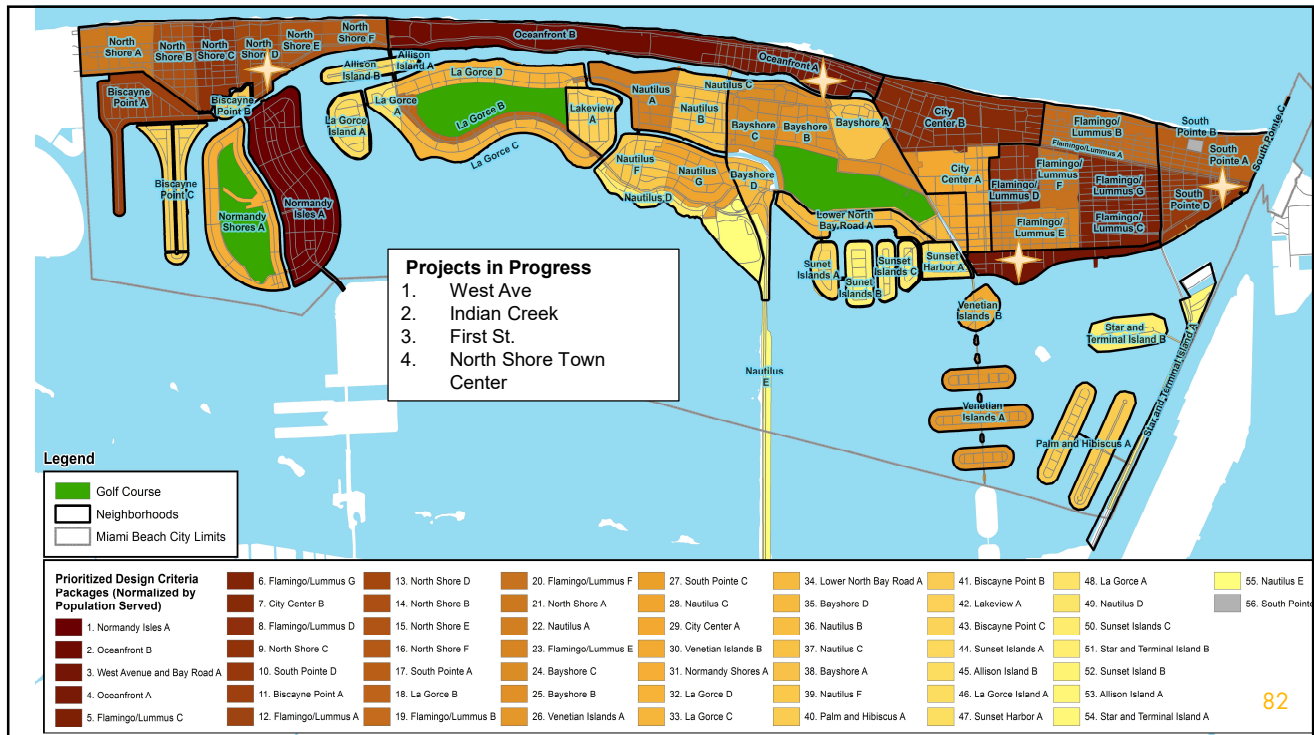 82
North
Shore A
North
Shore B
North
Shore C
North
Shore D
North
Shore E
North
Shore F
Oceanfront B
Oceanfront A
Biscayne
Point A
Biscayne
Point B
Biscayne
Point C
Normandy
Shores A
Normandy
Isles A
Allison
Island B
Allison
Island A
La Gorce
Island A
La Gorce
A
La Gorce D
La Gorce B
La Gorce C
Lakeview
A
Nautilus
A
Nautilus
B
Nautilus C
Nautilus
F
Nautilus
G
Nautilus D
Bayshore
C
Bayshore
B
Bayshore A
Bayshore
D
Lower North
Bay Road A
Sunet
Islands A
Sunet
Islands B
Sunset
Islands C
Sunset
Harbor A
City
Center B
City
Center A
Flamingo/
Lummus B
Flamingo/Lummus A
Flamingo/
Lummus D
Flamingo/
Lummus
F
Flamingo/
Lummus G
Flamingo/
Lummus E
Flamingo/
Lummus C
South
Pointe B
South
Pointe A
South
Pointe D
South Pointe C
Venetian
Islands B
Venetian
Islands A
Star and
Terminal Island B
Star and Terminal Island A
Palm and Hibiscus A
Nautilus
E
Projects in Progress
1. West Ave
2. Indian Creek
3. First St.
4. North Shore Town
Center
Legend
Golf Course
Neighborhoods
Miami Beach City Limits
Prioritized Design Criteria
Packages (Normalized by
Population Served)
1. Normandy Isles A
2. Oceanfront B
3. West Avenue and Bay Road A
4. Oceanfront A
5. Flamingo/Lummus C
6. Flamingo/Lummus G
7. City Center B
8. Flamingo/Lummus D
9. North Shore C
10. South Pointe D
11. Biscayne Point A
12. Flamingo/Lummus A
13. North Shore D
14. North Shore B
15. North Shore E
16. North Shore F
17. South Pointe A
18. La Gorce B
19. Flamingo/Lummus B
20. Flamingo/Lummus F
21. North Shore A
22. Nautilus A
23. Flamingo/Lummus E
24. Bayshore C
25. Bayshore B
26. Venetian Islands A
27. South Pointe C
28. Nautilus C
29. City Center A
30. Venetian Islands B
31. Normandy Shores A
32. La Gorce D
33. La Gorce C
34. Lower North Bay Road A
35. Bayshore D
36. Nautilus B
37. Nautilus C
38. Bayshore A
39. Nautilus F
40. Palm and Hibiscus A
41. Biscayne Point B
42. Lakeview A
43. Biscayne Point C
44. Sunset Islands A
45. Allison Island B
46. La Gorce Island A
47. Sunset Harbor A
48. La Gorce A
49. Nautilus D
50. Sunset Islands C
51. Star and Terminal Island B
52. Sunset Island B
53. Allison Island A
54. Star and Terminal Island A
55. Nautilus E
56. South Pointe
82